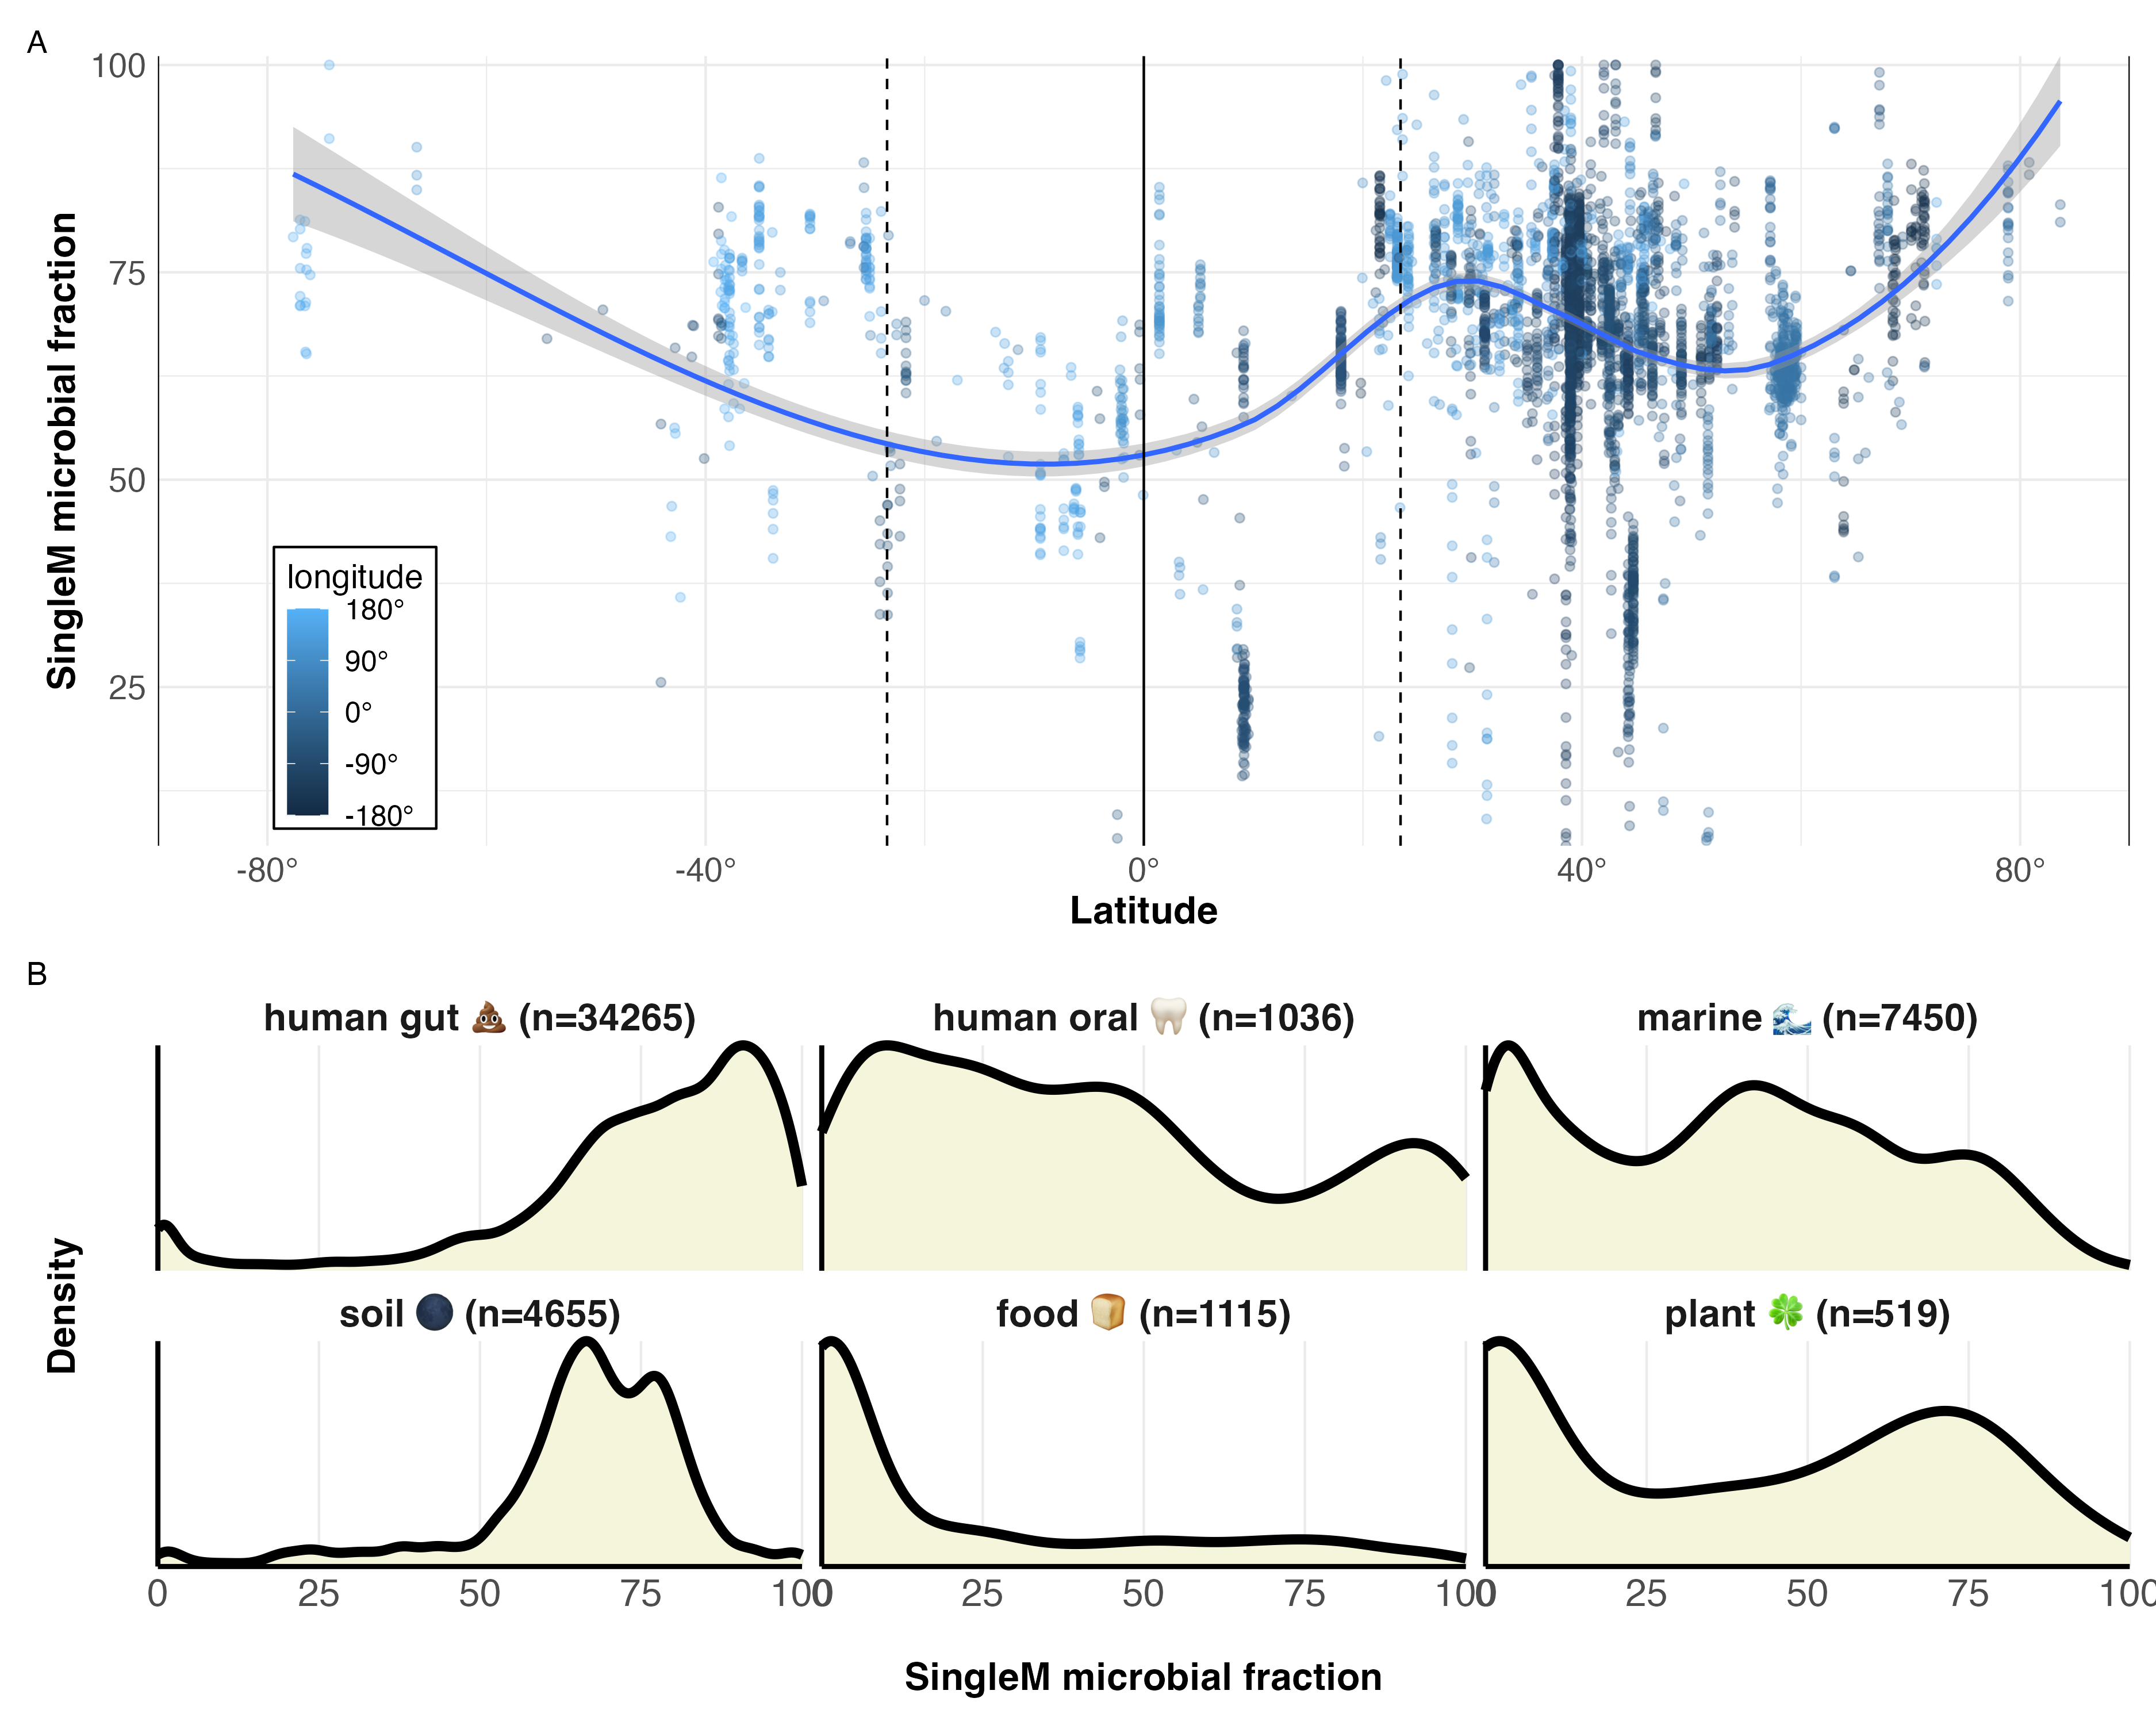 A
100
75
50
25
SingleM microbial fraction
longitude
180°
90°
0°
-90°
-180°
-80°
-40°
0°
40°
80°
Latitude
B
human gut 💩 (n=34265)
human oral 🦷 (n=1036)
marine 🌊 (n=7450)
Density
soil 🌑 (n=4655)
food 🍞 (n=1115)
plant 🍀 (n=519)
0 25 50 75 100
0 25 50 75 100
0 25 50 75 100
SingleM microbial fraction